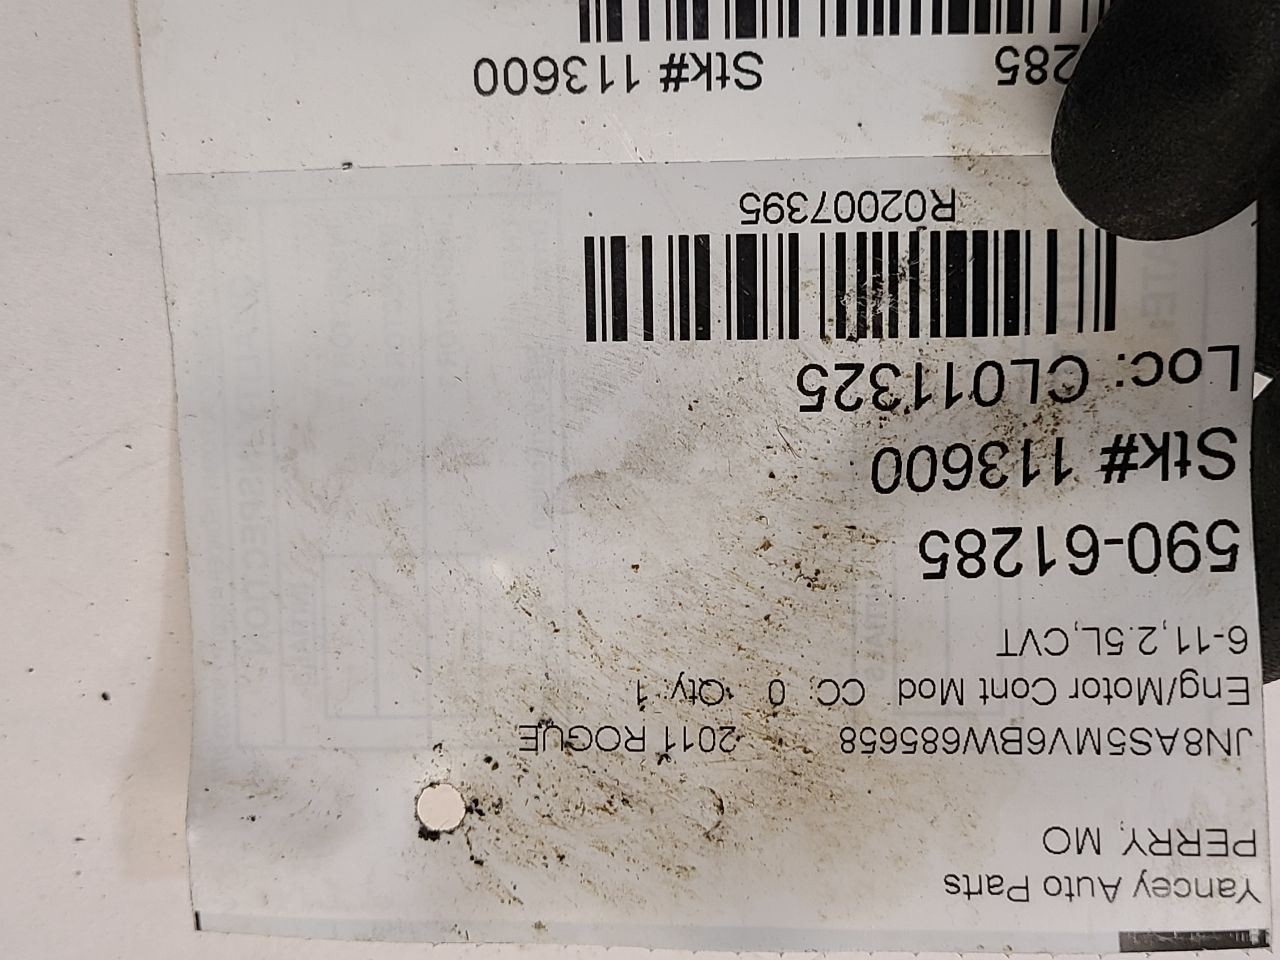 Yancey Auto Parts
PERRY, MO
JN8AS5MV6BW685658 2011 ROGUE
Eng/Motor Cont Mod CC: 0 Qty: 1
6-11,2.5L,CVT
590-61285
Stk# 113600
Loc: CL011325
R02007395
285 Stk# 113600